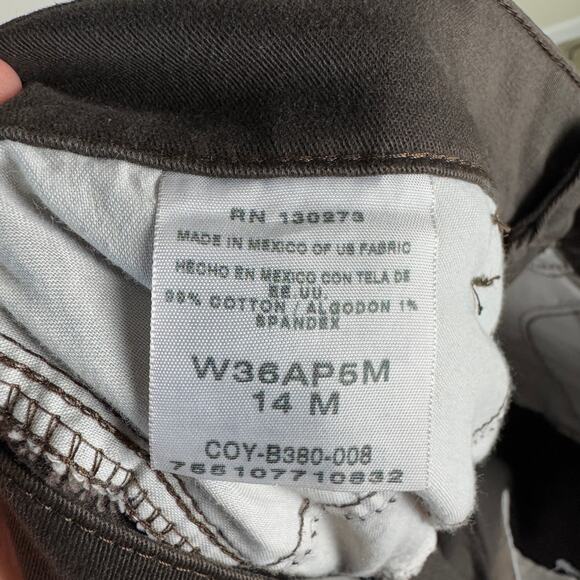 RN 130273
MADE IN MEXICO OF US FABRIC
HECHO EN MEXICO CON TELA DE
EE.UU.
99% COTTON / ALGODON 1%
SPANDEX
W36AP5M
14 M
COY-B380-008
755107710832